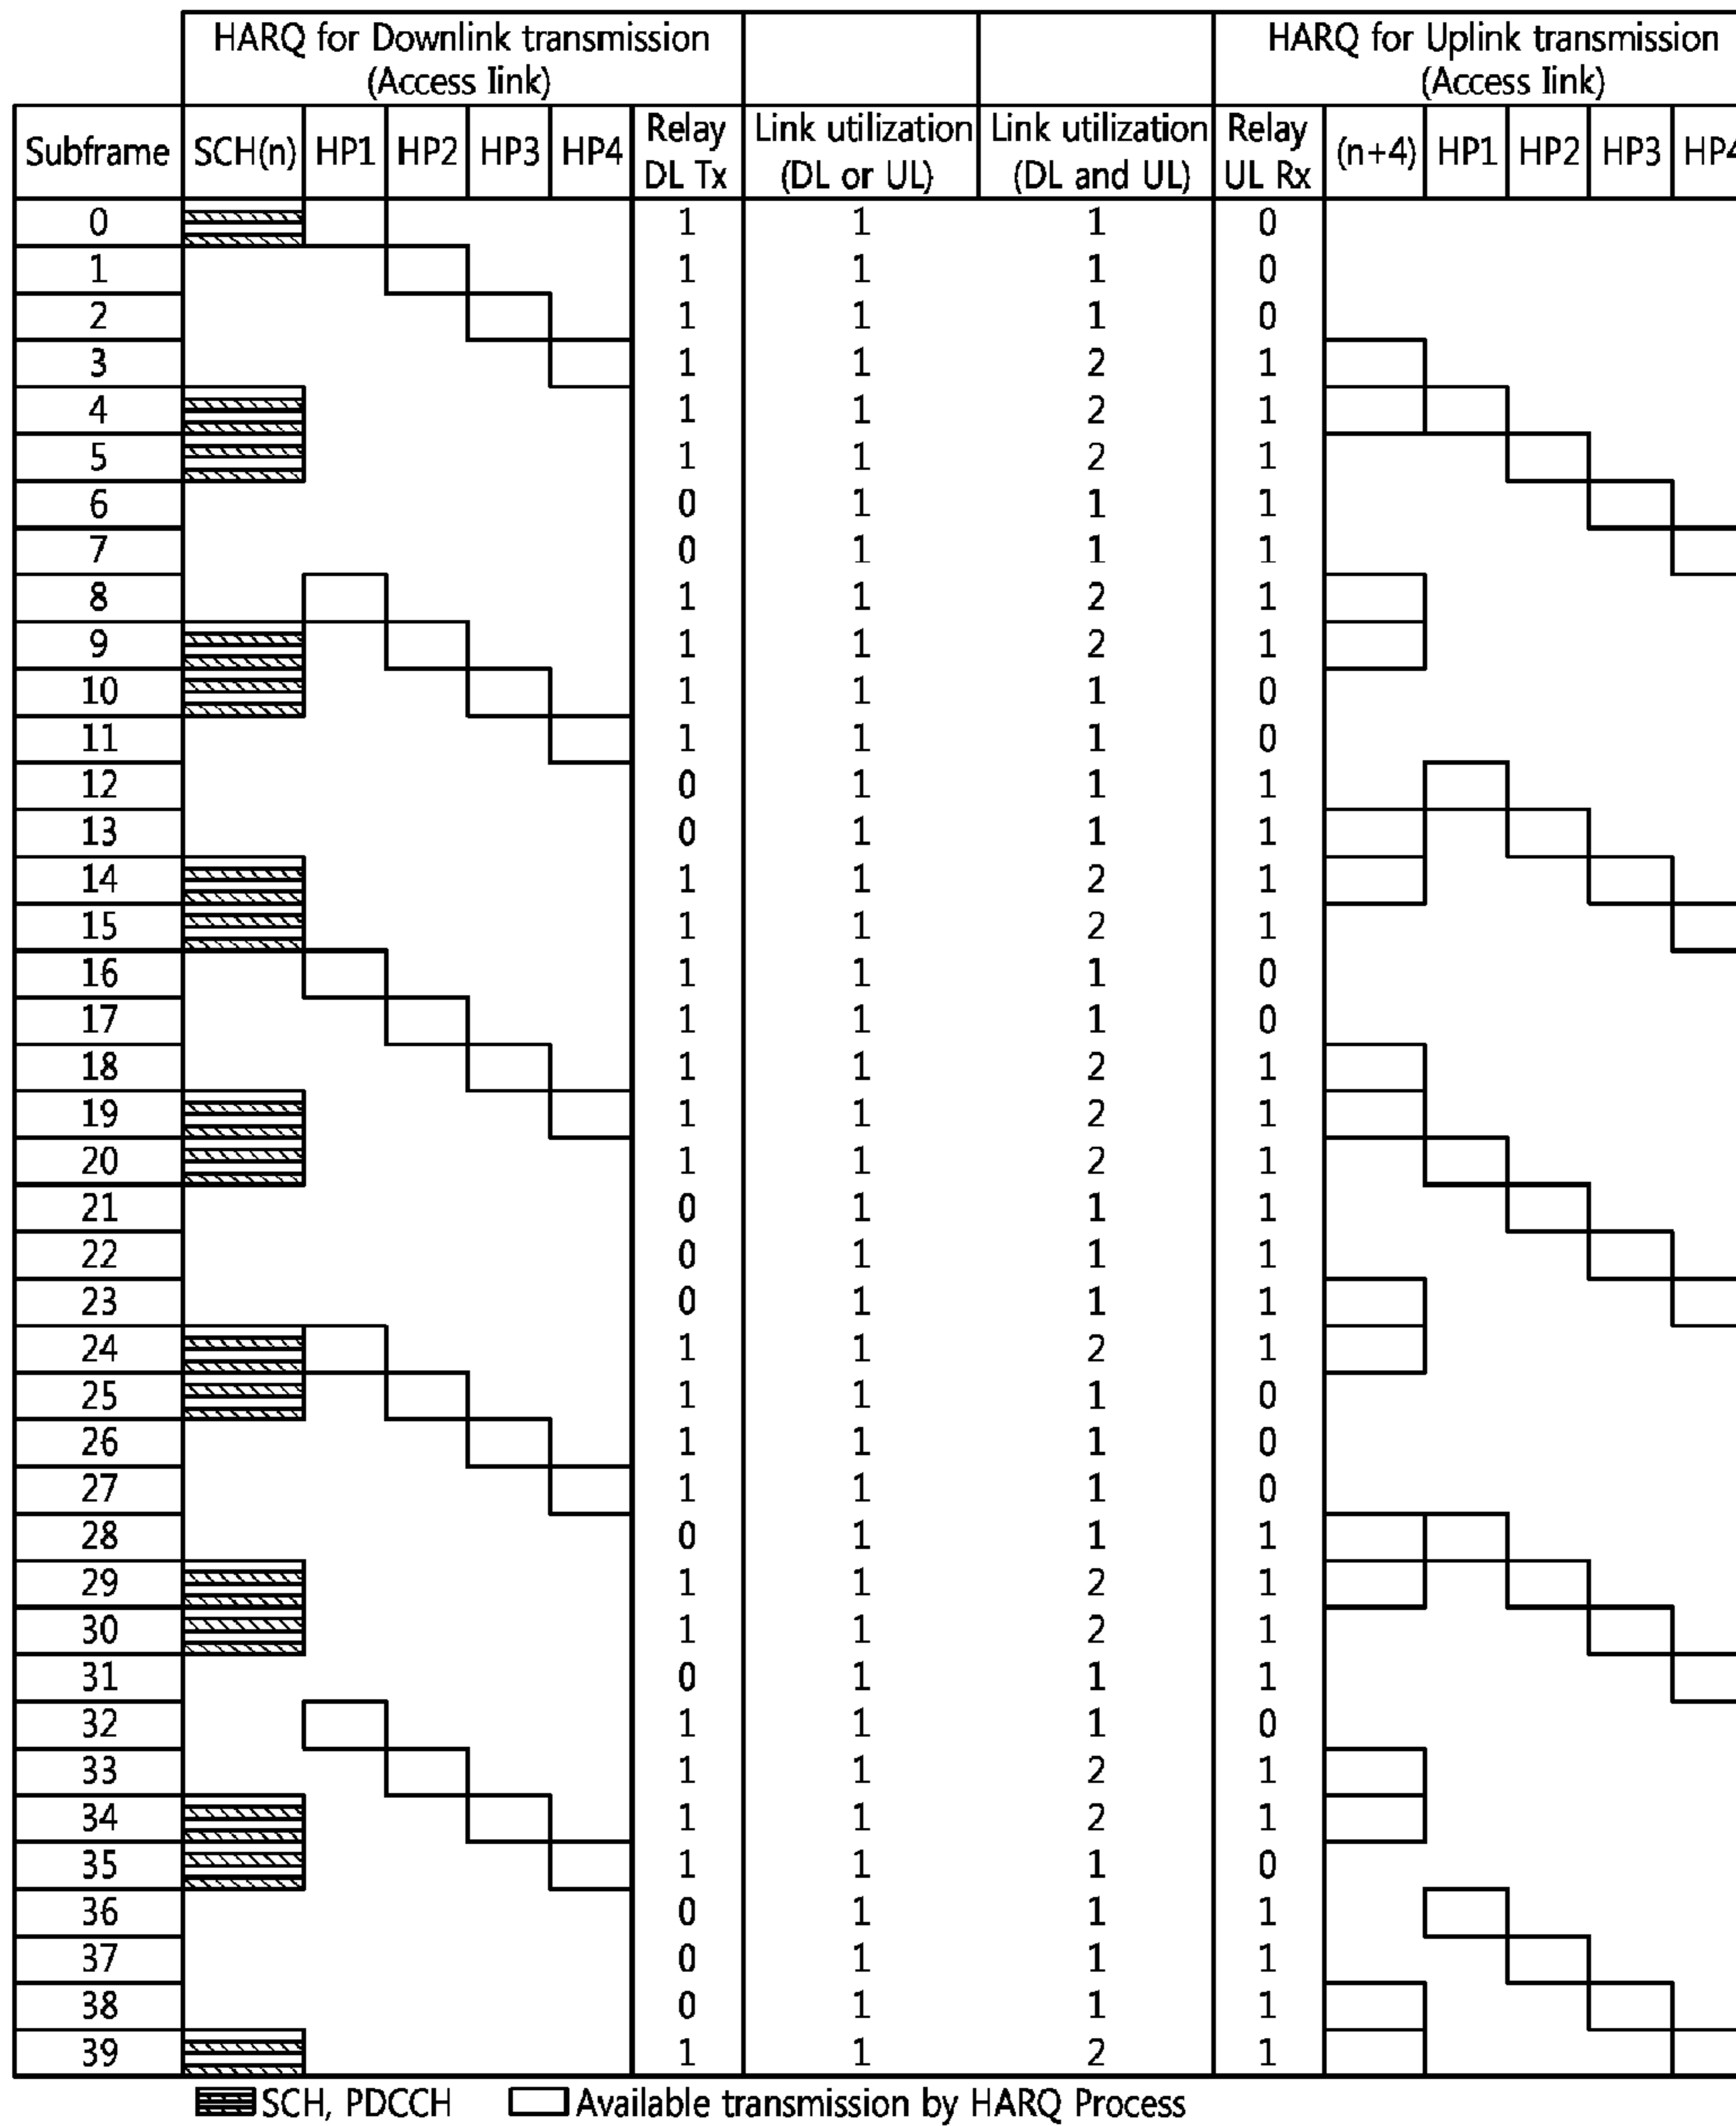 HARQ for Downlink transmission HARQ for Uplink transmission
(Access Iink) (Access Iink)
Relay Link utilization Link utilization Relay
Subframe SCH(n) HP1 HP2 HP3 HP4 (n+4) HP1 HP2 HP3 HP4
DL Tx (DL or UL) (DL and UL) UL Rx
0 1 1 1 0
1 1 1 1 0
2 1 1 1 0
3 1 1 2 1
4 1 1 2 1
5 1 1 2 1
6 0 1 1 1
7 0 1 1 1
8 1 1 2 1
9 1 1 2 1
10 1 1 1 0
11 1 1 1 0
12 0 1 1 1
13 0 1 1 1
14 1 1 2 1
15 1 1 2 1
16 1 1 1 0
17 1 1 1 0
18 1 1 2 1
19 1 1 2 1
20 1 1 2 1
21 0 1 1 1
22 0 1 1 1
23 0 1 1 1
24 1 1 2 1
25 1 1 1 0
26 1 1 1 0
27 1 1 1 0
28 0 1 1 1
29 1 1 2 1
30 1 1 2 1
31 0 1 1 1
32 1 1 1 0
33 1 1 2 1
34 1 1 2 1
35 1 1 1 0
36 0 1 1 1
37 0 1 1 1
38 0 1 1 1
39 1 1 2 1
SCH, PDCCH Available transmission by HARQ Process